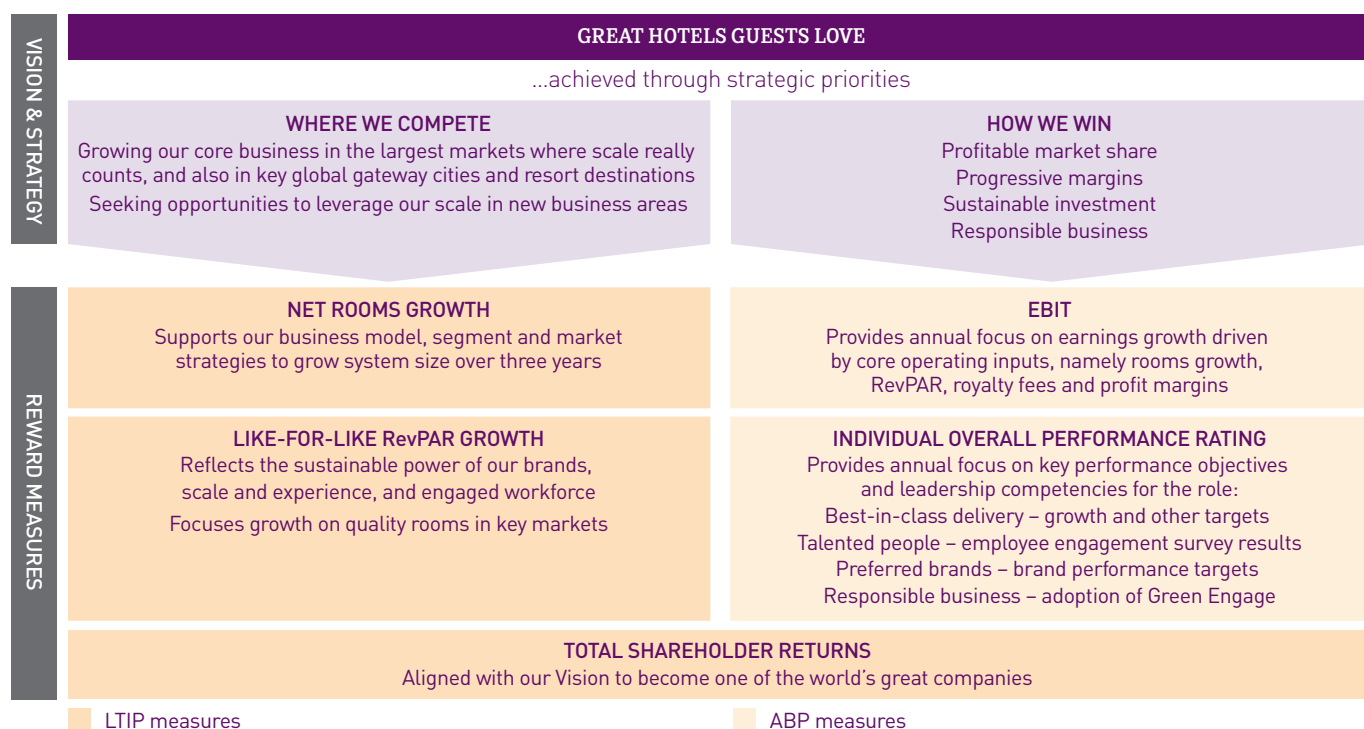 VISION & STRATEGY
GREAT HOTELS GUESTS LOVE
...achieved through strategic priorities
WHERE WE COMPETE
Growing our core business in the largest markets where scale really
counts, and also in key global gateway cities and resort destinations
Seeking opportunities to leverage our scale in new business areas
HOW WE WIN
Profitable market share
Progressive margins
Sustainable investment
Responsible business
REWARD MEASURES
NET ROOMS GROWTH
Supports our business model, segment and market
strategies to grow system size over three years
EBIT
Provides annual focus on earnings growth driven
by core operating inputs, namely rooms growth,
RevPAR, royalty fees and profit margins
LIKE-FOR-LIKE RevPAR GROWTH
Reflects the sustainable power of our brands,
scale and experience, and engaged workforce
Focuses growth on quality rooms in key markets
INDIVIDUAL OVERALL PERFORMANCE RATING
Provides annual focus on key performance objectives
and leadership competencies for the role:
Best-in-class delivery – growth and other targets
Talented people – employee engagement survey results
Preferred brands – brand performance targets
Responsible business – adoption of Green Engage
TOTAL SHAREHOLDER RETURNS
Aligned with our Vision to become one of the world's great companies
LTIP measures
ABP measures